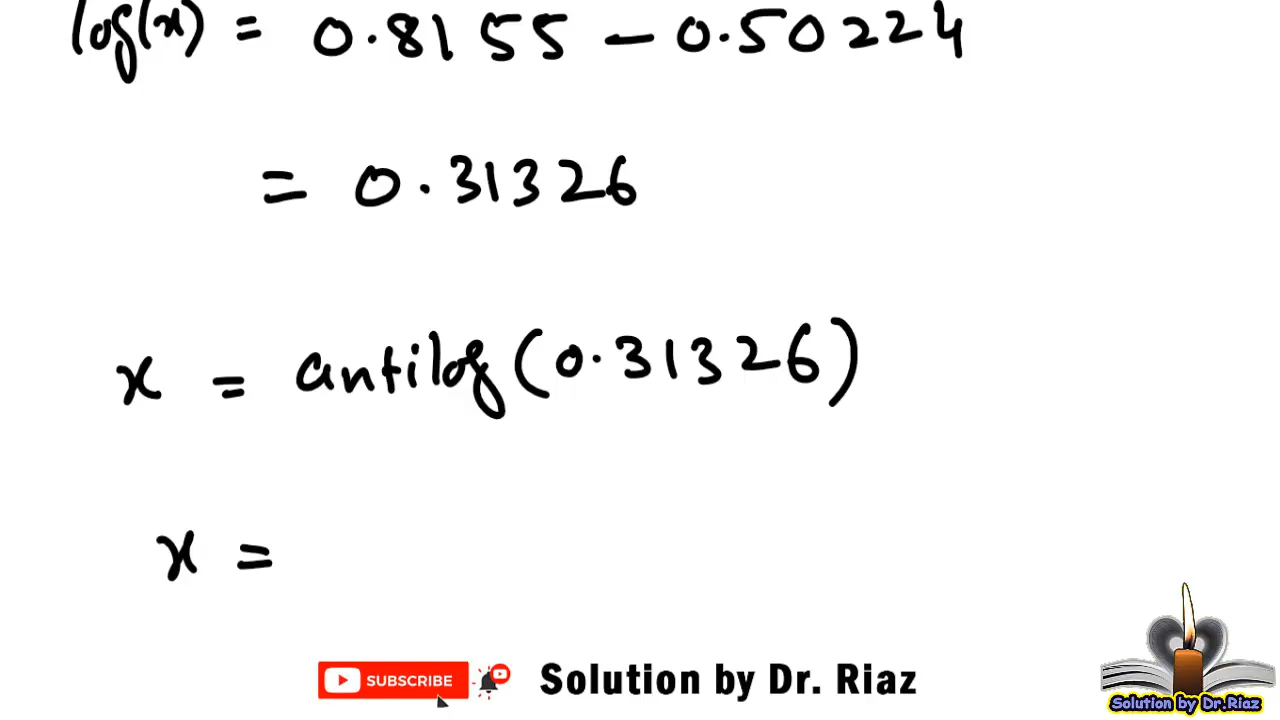 log(x) = 0.8155 - 0.50224
= 0.31326
x = antilog(0.31326)
x =
SUBSCRIBE
Solution by Dr. Riaz
Solution by Dr.Riaz